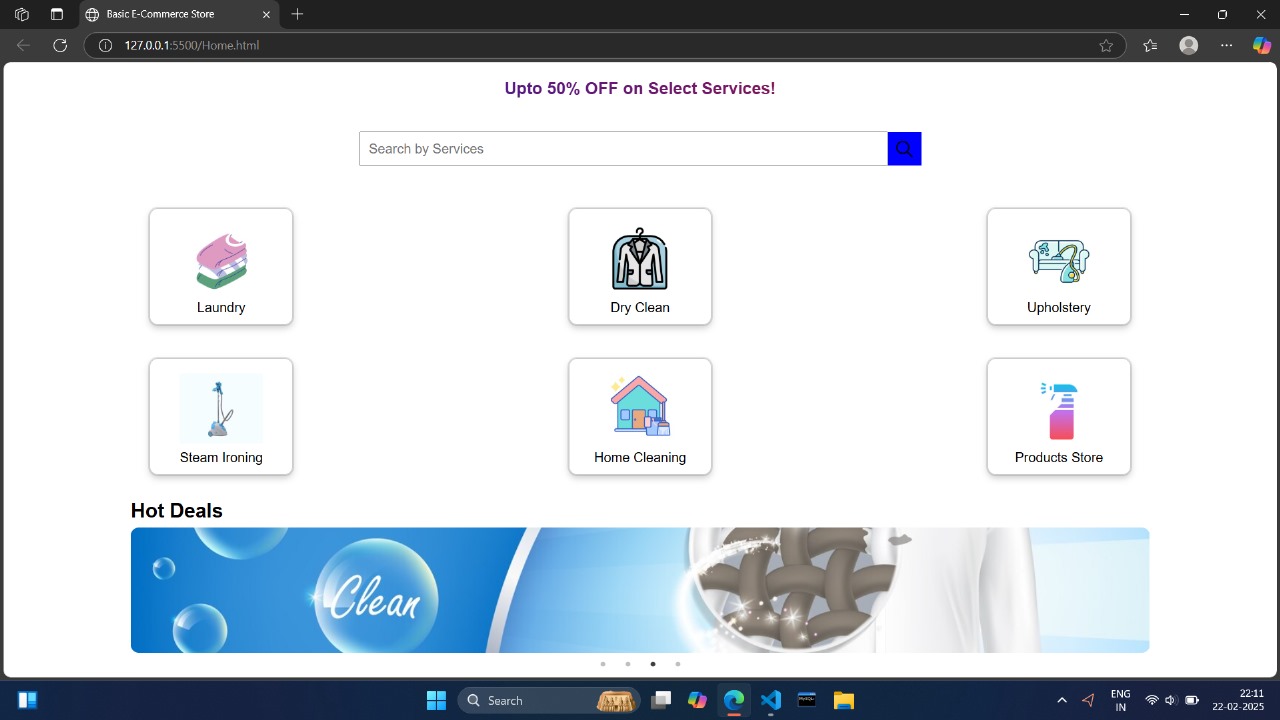 Basic E-Commerce Store
127.0.0.1:5500/Home.html
Upto 50% OFF on Select Services!
Search by Services
Laundry
Dry Clean
Upholstery
Steam Ironing
Home Cleaning
Products Store
Hot Deals
Clean
Search
MySQL
ENG
IN
22:11
22-02-2025